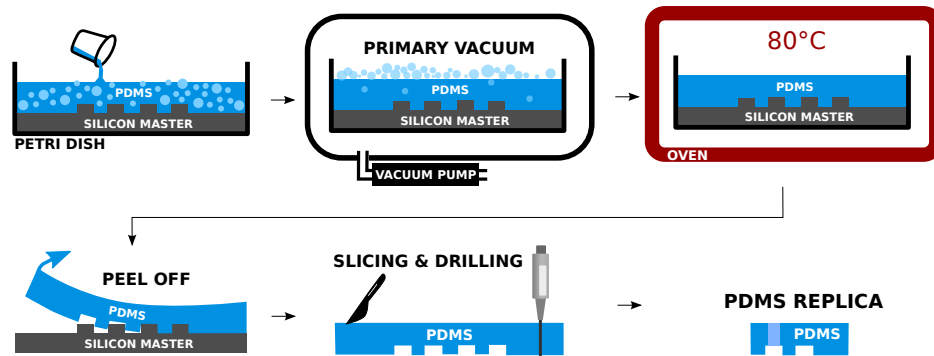 PDMS
SILICON MASTER
PETRI DISH
PRIMARY VACUUM
PDMS
SILICON MASTER
VACUUM PUMP
80°C
PDMS
SILICON MASTER
OVEN
PEEL OFF
PDMS
SILICON MASTER
SLICING & DRILLING
PDMS
PDMS REPLICA
PDMS